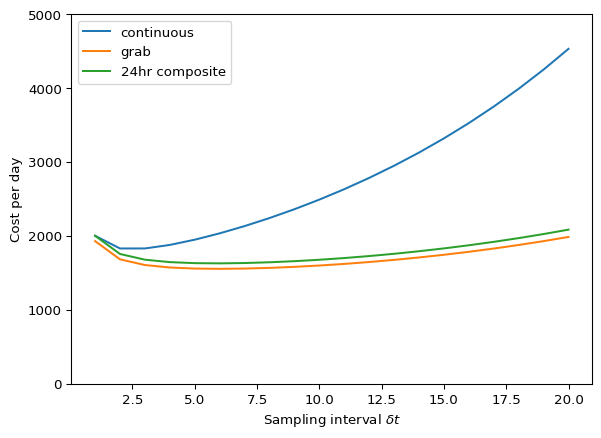 continuous
grab
24hr composite
5000
4000
3000
2000
1000
0
Cost per day
2.5 5.0 7.5 10.0 12.5 15.0 17.5 20.0
Sampling interval δt